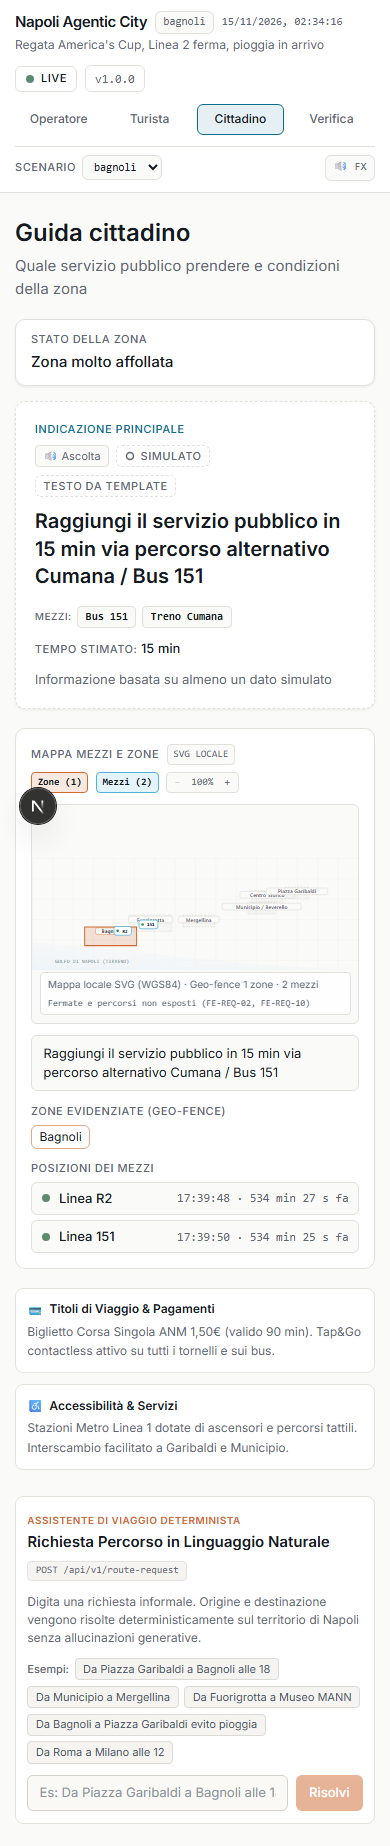 Napoli Agentic City bagnoli 15/11/2026, 02:34:16
Regata America's Cup, Linea 2 ferma, pioggia in arrivo
LIVE v1.0.0
Operatore Turista Cittadino Verifica
SCENARIO bagnoli FX
Guida cittadino
Quale servizio pubblico prendere e condizioni
della zona
STATO DELLA ZONA
Zona molto affollata
INDICAZIONE PRINCIPALE
Ascolta SIMULATO
TESTO DA TEMPLATE
Raggiungi il servizio pubblico in
15 min via percorso alternativo
Cumana / Bus 151
MEZZI: Bus 151 Treno Cumana
TEMPO STIMATO: 15 min
Informazione basata su almeno un dato simulato
MAPPA MEZZI E ZONE SVG LOCALE
Zone (1) Mezzi (2) − 100% +
N
Piazza Garibaldi
Centro Storico
Municipio / Beverello
Mergellina
151
R2
GOLFO DI NAPOLI (TIRRENO)
Mappa locale SVG (WGS84) · Geo-fence 1 zone · 2 mezzi
Fermate e percorsi non esposti (FE-REQ-02, FE-REQ-10)
Raggiungi il servizio pubblico in 15 min via
percorso alternativo Cumana / Bus 151
ZONE EVIDENZIATE (GEO-FENCE)
Bagnoli
POSIZIONI DEI MEZZI
Linea R2 17:39:48 · 534 min 27 s fa
Linea 151 17:39:50 · 534 min 25 s fa
Titoli di Viaggio & Pagamenti
Biglietto Corsa Singola ANM 1,50€ (valido 90 min). Tap&Go
contactless attivo su tutti i tornelli e sui bus.
Accessibilità & Servizi
Stazioni Metro Linea 1 dotate di ascensori e percorsi tattili.
Interscambio facilitato a Garibaldi e Municipio.
ASSISTENTE DI VIAGGIO DETERMINISTA
Richiesta Percorso in Linguaggio Naturale
POST /api/v1/route-request
Digita una richiesta informale. Origine e destinazione
vengono risolte deterministicamente sul territorio di Napoli
senza allucinazioni generative.
Esempi: Da Piazza Garibaldi a Bagnoli alle 18
Da Municipio a Mergellina Da Fuorigrotta a Museo MANN
Da Bagnoli a Piazza Garibaldi evito pioggia
Da Roma a Milano alle 12
Es: Da Piazza Garibaldi a Bagnoli alle 1 Risolvi